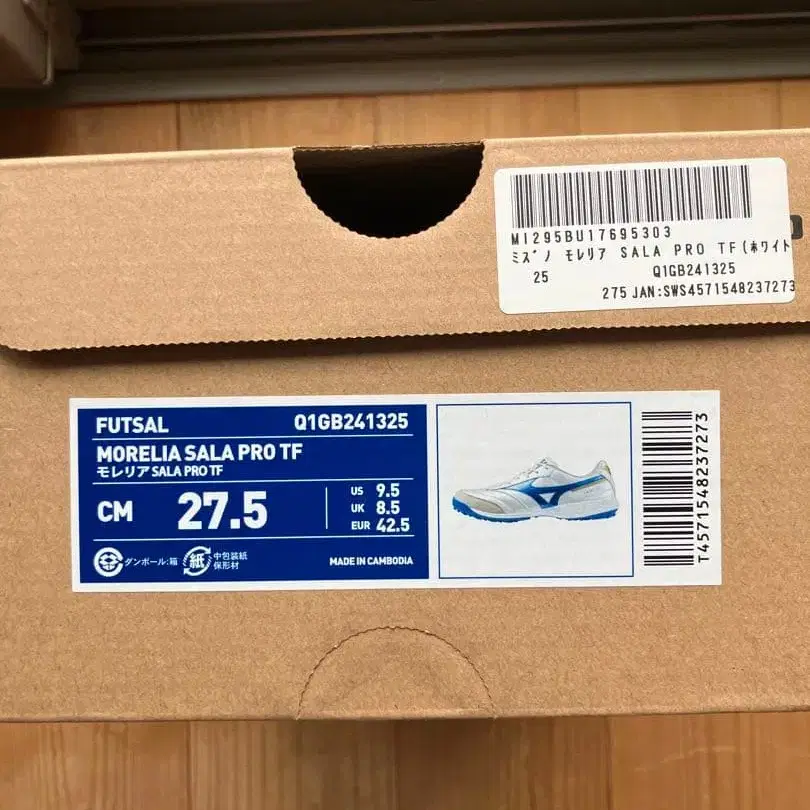 MI295BU17695303
ミズノ モレリア SALA PRO TF(ホワイト
25 Q1GB241325
275 JAN:SWS4571548237273
FUTSAL Q1GB241325
MORELIA SALA PRO TF
モレリア SALA PRO TF
CM 27.5
US 9.5
UK 8.5
EUR 42.5
ダンボール:箱
紙 中包装紙
保形材
MADE IN CAMBODIA
T4571548237273